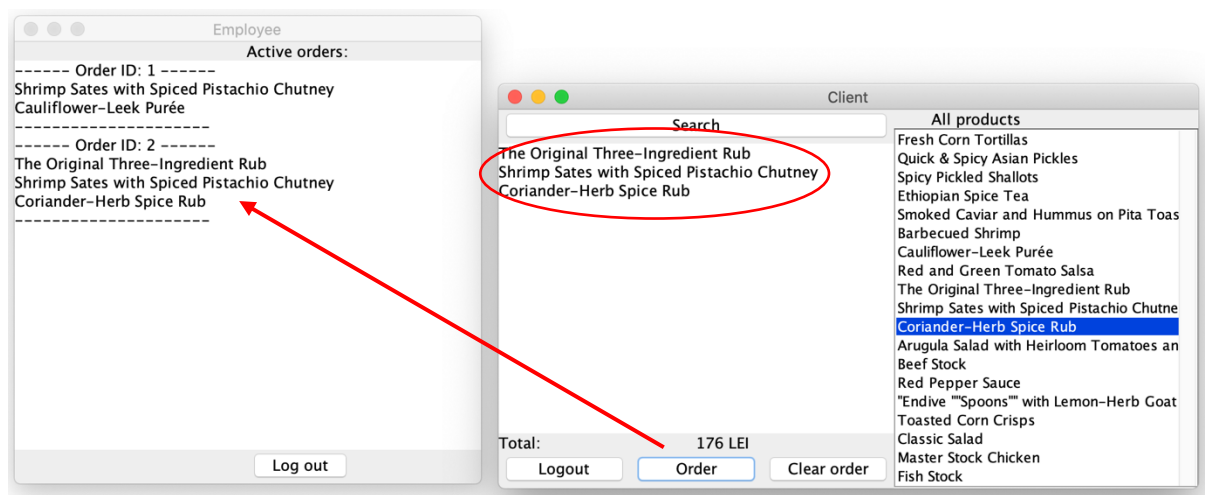 Employee
Active orders:
------ Order ID: 1 ------
Shrimp Sates with Spiced Pistachio Chutney
Cauliflower-Leek Purée
---------------------
------ Order ID: 2 ------
The Original Three-Ingredient Rub
Shrimp Sates with Spiced Pistachio Chutney
Coriander-Herb Spice Rub
---------------------
Log out
Client
Search
The Original Three-Ingredient Rub
Shrimp Sates with Spiced Pistachio Chutney
Coriander-Herb Spice Rub
Total: 176 LEI
Logout Order Clear order
All products
Fresh Corn Tortillas
Quick & Spicy Asian Pickles
Spicy Pickled Shallots
Ethiopian Spice Tea
Smoked Caviar and Hummus on Pita Toas
Barbecued Shrimp
Cauliflower-Leek Purée
Red and Green Tomato Salsa
The Original Three-Ingredient Rub
Shrimp Sates with Spiced Pistachio Chutne
Coriander-Herb Spice Rub
Arugula Salad with Heirloom Tomatoes an
Beef Stock
Red Pepper Sauce
"Endive ""Spoons"" with Lemon-Herb Goat
Toasted Corn Crisps
Classic Salad
Master Stock Chicken
Fish Stock